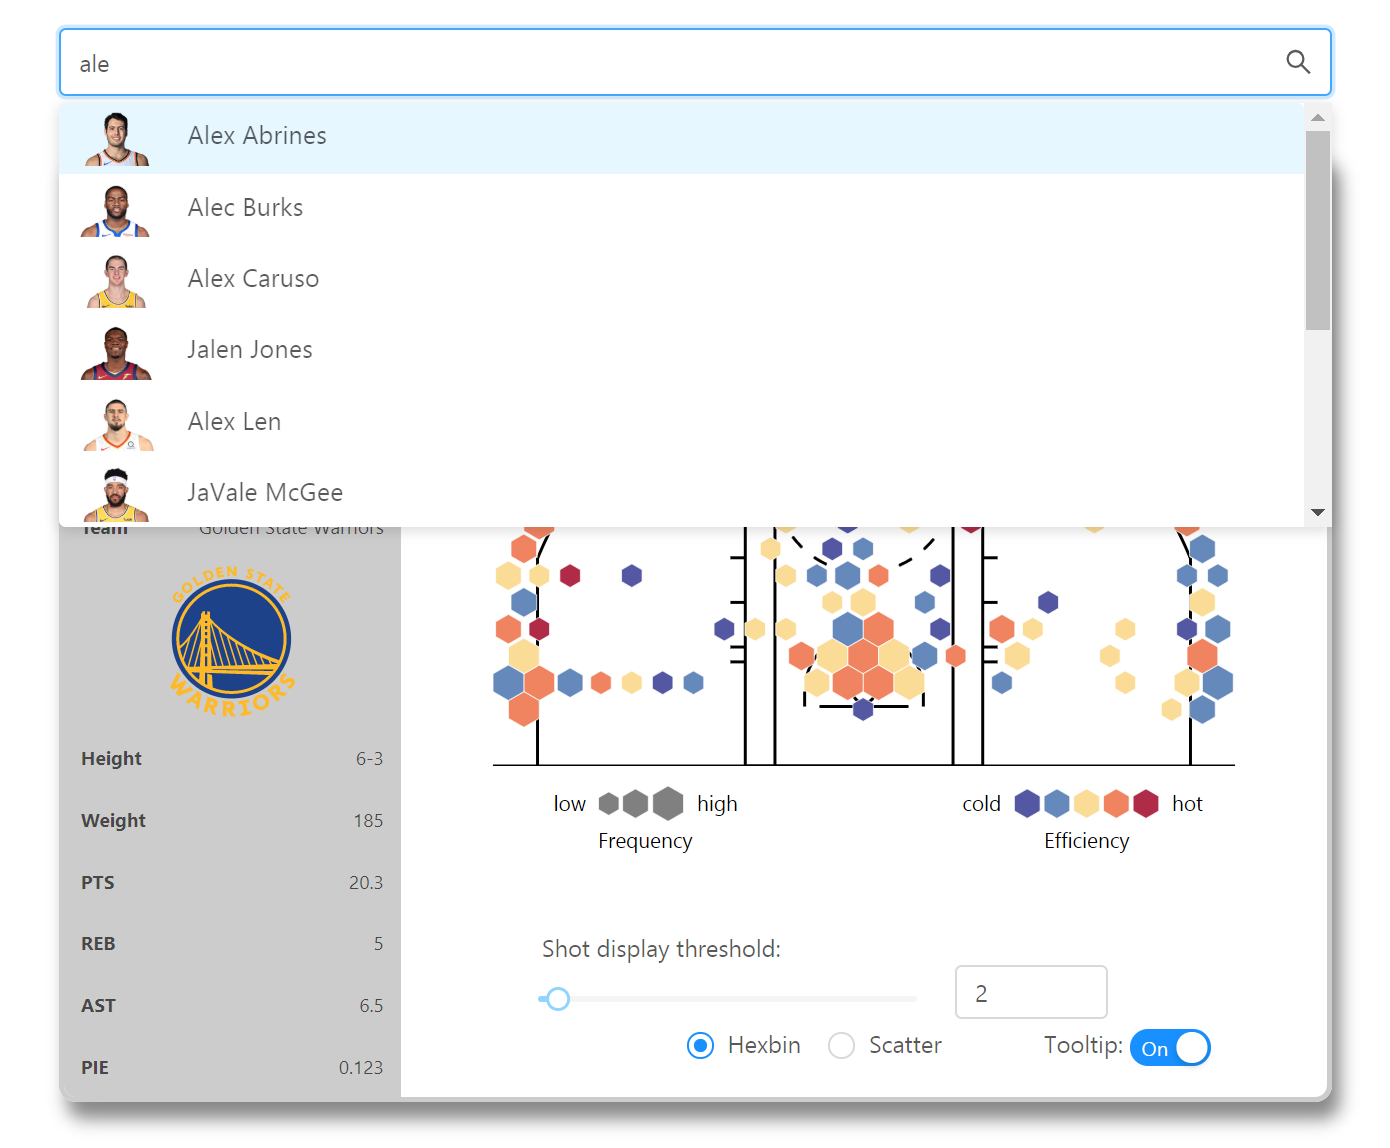 ale
Alex Abrines
Alec Burks
Alex Caruso
Jalen Jones
Alex Len
JaVale McGee
Team Golden State Warriors
GOLDEN STATE
WARRIORS
Height 6-3
Weight 185
PTS 20.3
REB 5
AST 6.5
PIE 0.123
low high
Frequency
cold hot
Efficiency
Shot display threshold:
2
Hexbin Scatter Tooltip: On